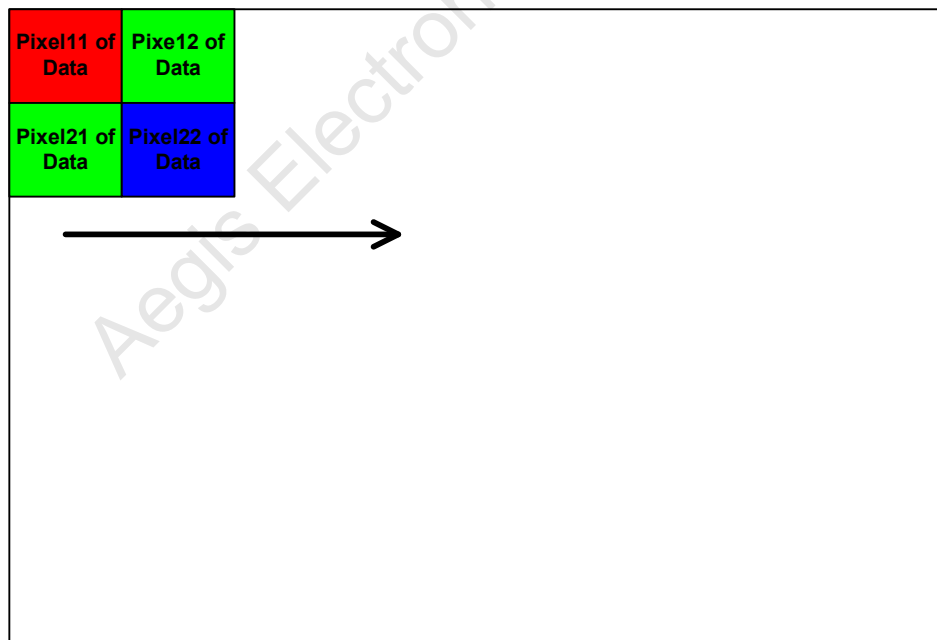 Pixel11 of
Data
Pixe12 of
Data
Pixel21 of
Data
Pixel22 of
Data
Aegis Electron